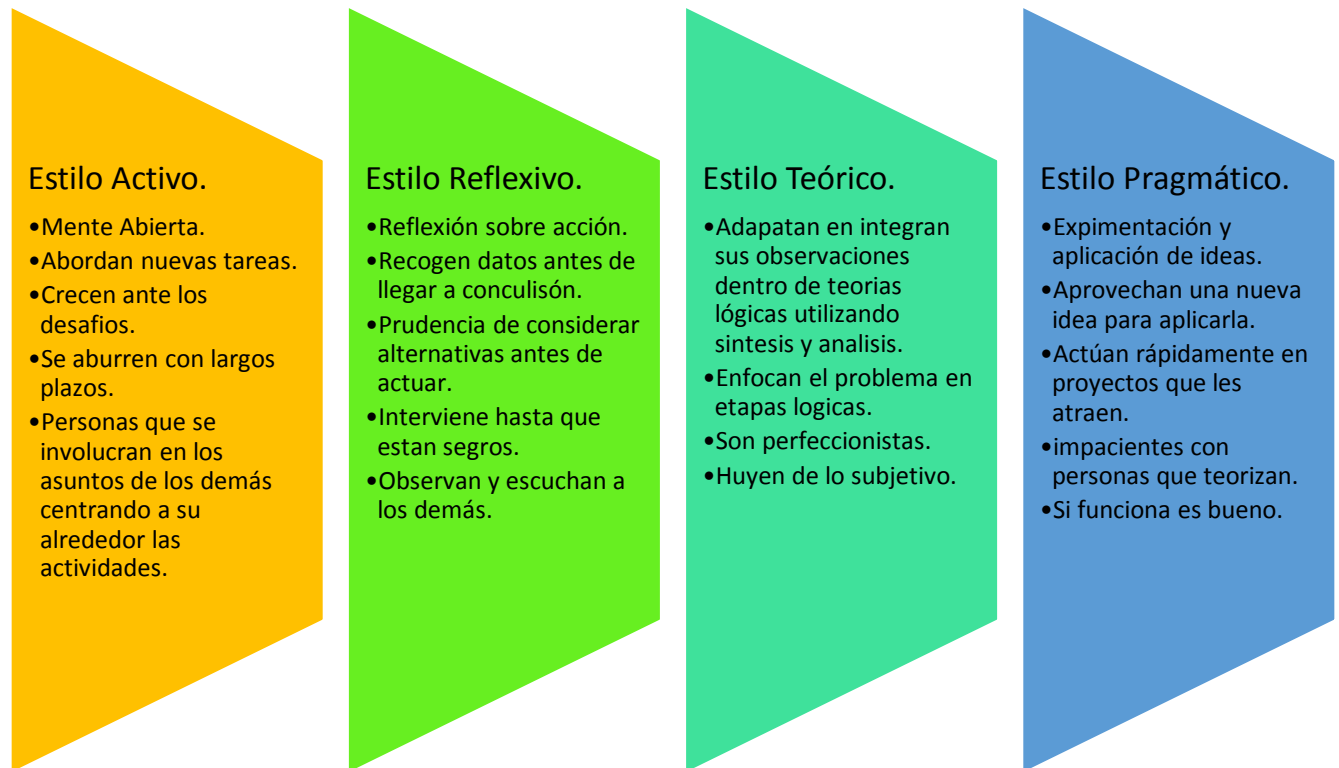 Estilo Activo.
•Mente Abierta.
•Abordan nuevas tareas.
•Crecen ante los
desafios.
•Se aburren con largos
plazos.
•Personas que se
involucran en los
asuntos de los demás
centrando a su
alrededor las
actividades.
Estilo Reflexivo.
•Reflexión sobre acción.
•Recogen datos antes de
llegar a conculisón.
•Prudencia de considerar
alternativas antes de
actuar.
•Interviene hasta que
estan segros.
•Observan y escuchan a
los demás.
Estilo Teórico.
•Adapatan en integran
sus observaciones
dentro de teorias
lógicas utilizando
sintesis y analisis.
•Enfocan el problema en
etapas logicas.
•Son perfeccionistas.
•Huyen de lo subjetivo.
Estilo Pragmático.
•Expimentación y
aplicación de ideas.
•Aprovechan una nueva
idea para aplicarla.
•Actúan rápidamente en
proyectos que les
atraen.
•impacientes con
personas que teorizan.
•Si funciona es bueno.